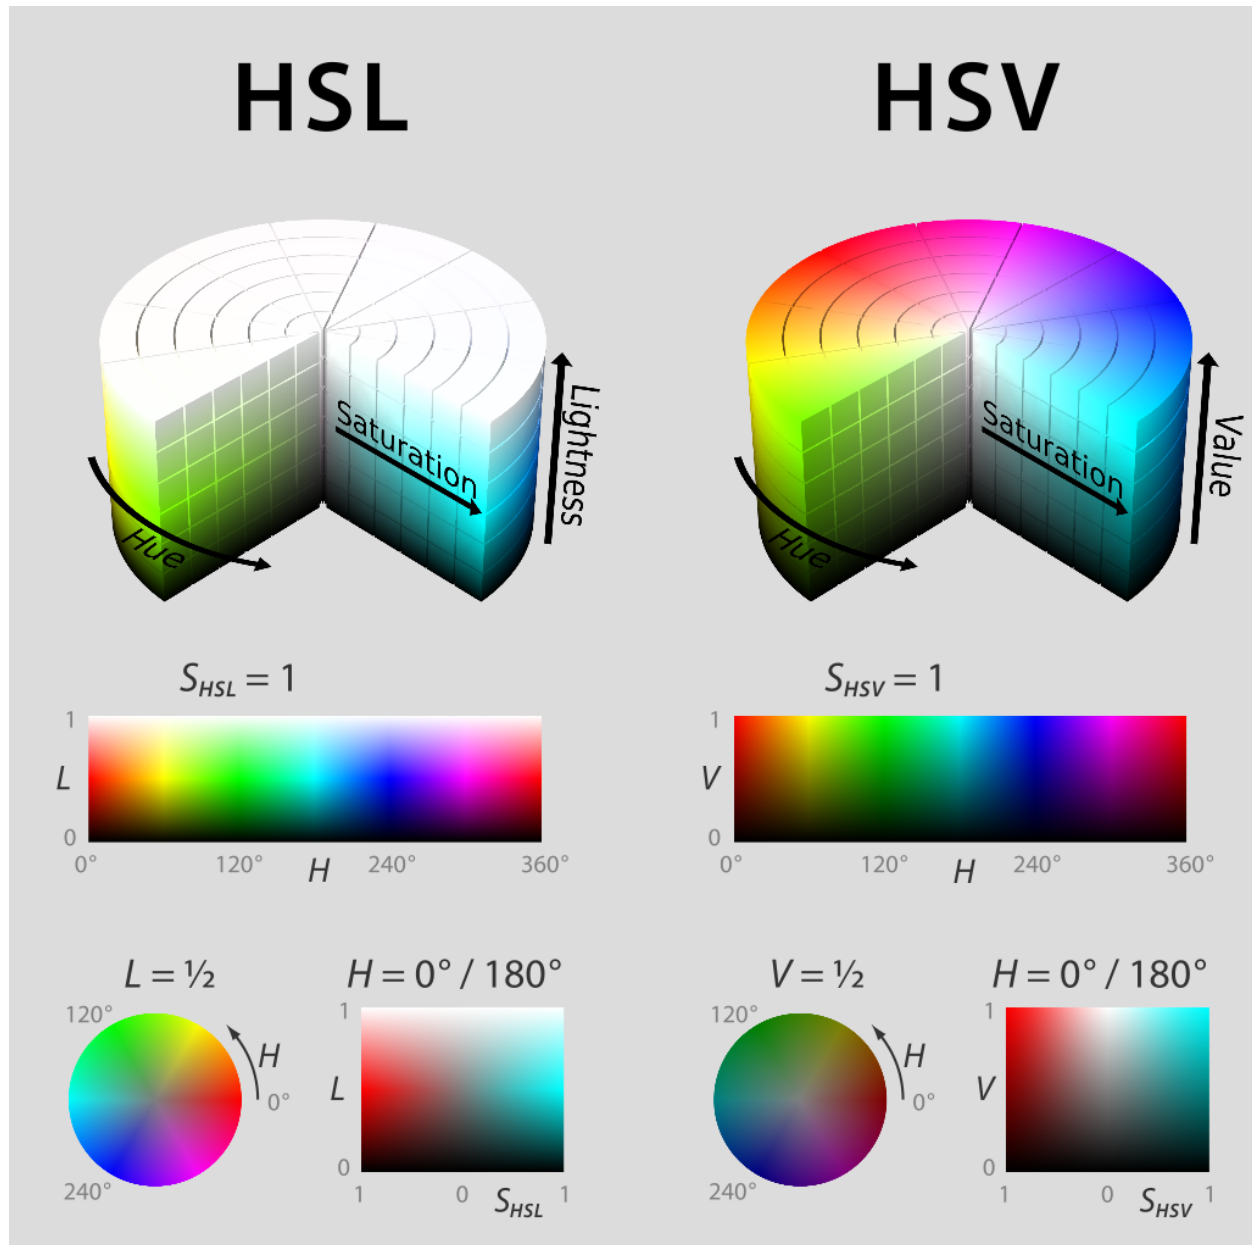 HSL
HSV
Saturation
Lightness
Hue
Saturation
Value
Hue
S_HSL = 1
S_HSV = 1
1
L
0
0° 120° 240° 360°
H
1
V
0
0° 120° 240° 360°
H
L = ½
120°
H
0°
240°
H = 0° / 180°
1
L
0
1 0 1
S_HSL
V = ½
120°
H
0°
240°
H = 0° / 180°
1
V
0
1 0 1
S_HSV